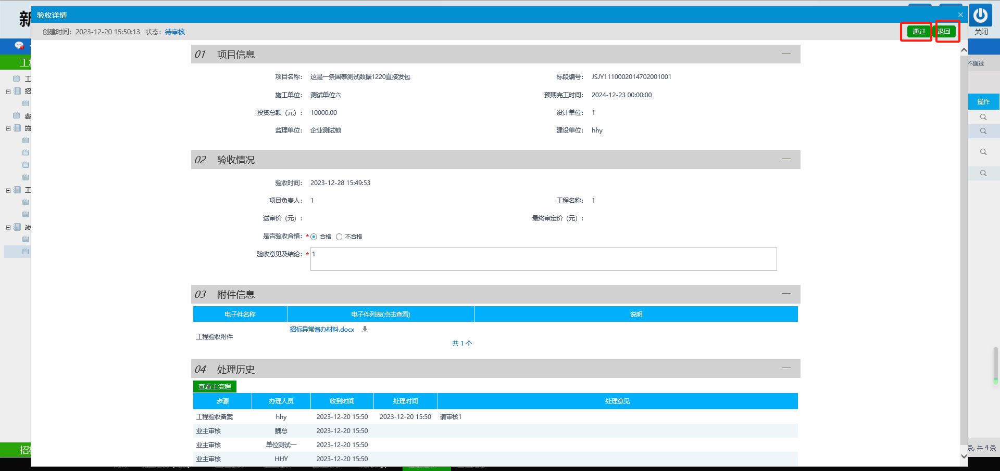 新
验收详情
创建时间：2023-12-20 15:50:13 状态：待审核
通过 退回
关闭
工
不通过
工
招
费
施
工
竣
操作
01 项目信息
项目名称： 这是一条国泰测试数据1220直接发包 标段编号： JSJY1110002014702001001
施工单位： 测试单位六 预期完工时间： 2024-12-23 00:00:00
投资总额（元）： 10000.00 设计单位： 1
监理单位： 企业测试锁 建设单位： hhy
02 验收情况
验收时间： 2023-12-28 15:49:53
项目负责人： 1 工程名称： 1
送审价（元）： 最终审定价（元）：
是否验收合格： * 合格 不合格
验收意见及结论： * 1
03 附件信息
电子件名称 电子件列表(点击查看) 说明
工程验收附件 招标异常督办材料.docx
共 1 个
04 处理历史
查看主流程
步骤 办理人员 收到时间 处理时间 处理意见
工程验收备案 hhy 2023-12-20 15:50 2023-12-20 15:50 请审核1
业主审核 魏总 2023-12-20 15:50
业主审核 单位测试一 2023-12-20 15:50
业主审核 HHY 2023-12-20 15:50
招
条, 共 4 条